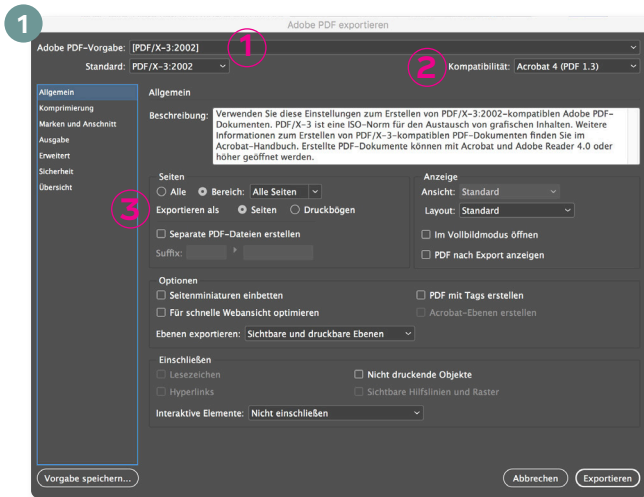 1
Adobe PDF exportieren
Adobe PDF-Vorgabe: [PDF/X-3:2002] 1
Standard: PDF/X-3:2002 2 Kompatibilität: Acrobat 4 (PDF 1.3)
Allgemein
Komprimierung
Marken und Anschnitt
Ausgabe
Erweitert
Sicherheit
Übersicht
Allgemein
Beschreibung: Verwenden Sie diese Einstellungen zum Erstellen von PDF/X-3:2002-kompatiblen Adobe PDF-
Dokumenten. PDF/X-3 ist eine ISO-Norm für den Austausch von grafischen Inhalten. Weitere
Informationen zum Erstellen von PDF/X-3-kompatiblen PDF-Dokumenten finden Sie im
Acrobat-Handbuch. Erstellte PDF-Dokumente können mit Acrobat und Adobe Reader 4.0 oder
höher geöffnet werden.
Seiten
Alle Bereich: Alle Seiten
3 Exportieren als Seiten Druckbögen
Separate PDF-Dateien erstellen
Suffix:
Anzeige
Ansicht: Standard
Layout: Standard
Im Vollbildmodus öffnen
PDF nach Export anzeigen
Optionen
Seitenminiaturen einbetten PDF mit Tags erstellen
Für schnelle Webansicht optimieren Acrobat-Ebenen erstellen
Ebenen exportieren: Sichtbare und druckbare Ebenen
Einschließen
Lesezeichen Nicht druckende Objekte
Hyperlinks Sichtbare Hilfslinien und Raster
Interaktive Elemente: Nicht einschließen
Vorgabe speichern... Abbrechen Exportieren